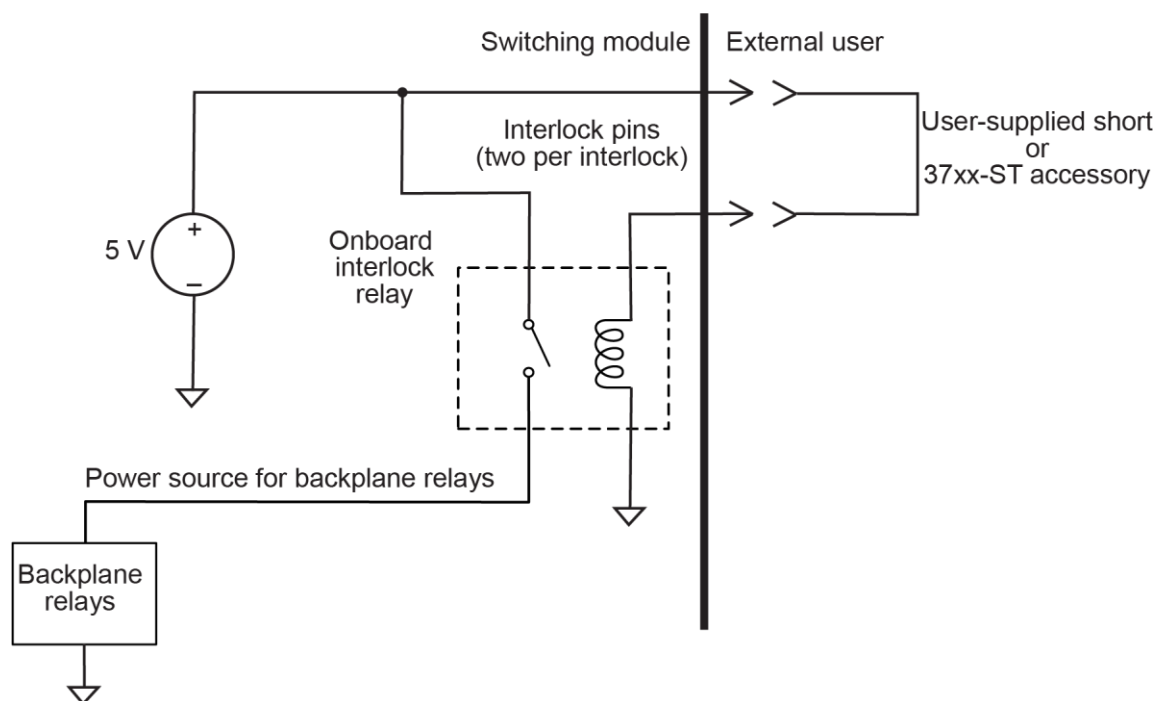 Switching module
External user
Interlock pins
(two per interlock)
User-supplied short
or
37xx-ST accessory
5 V
+
−
Onboard
interlock
relay
Power source for backplane relays
Backplane
relays